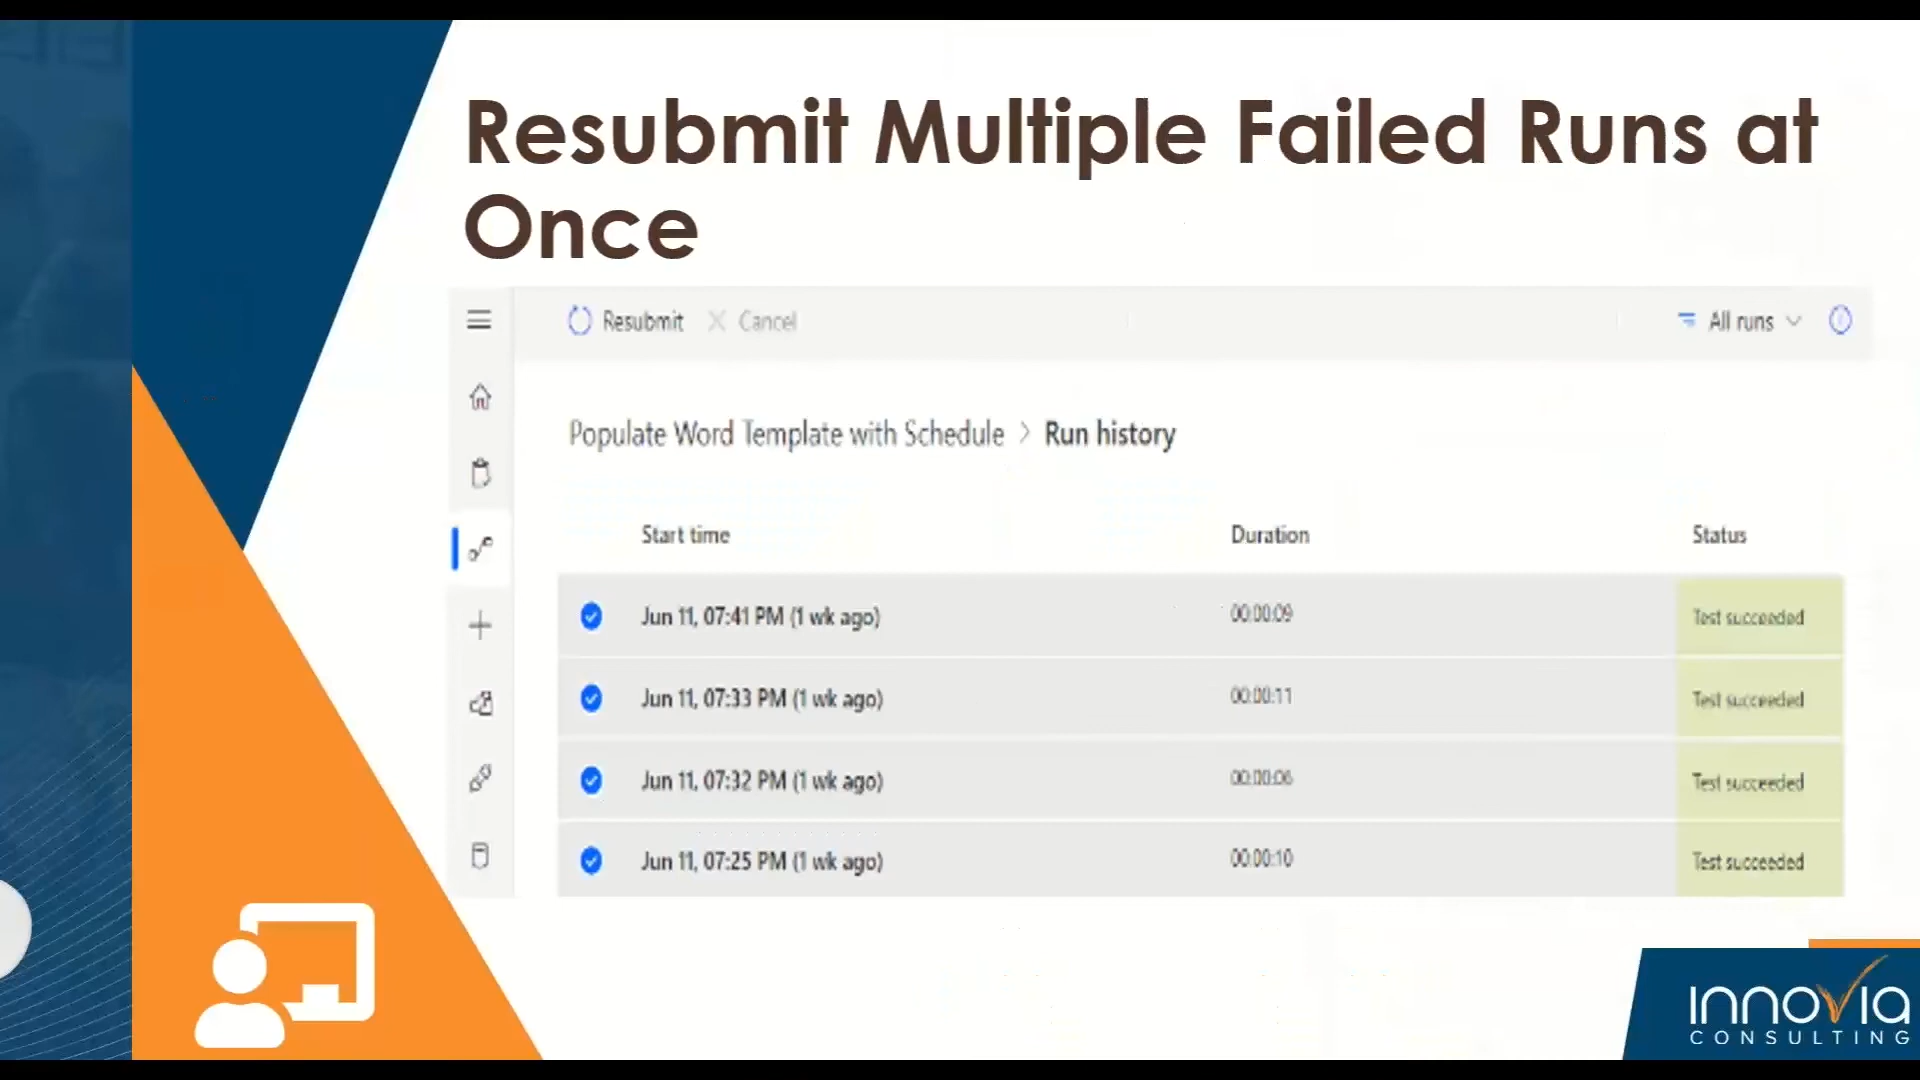 Resubmit Multiple Failed Runs at
Once
Resubmit Cancel All runs
Populate Word Template with Schedule > Run history
Start time Duration Status
Jun 11, 07:41 PM (1 wk ago) 00:00:09 Test succeeded
Jun 11, 07:33 PM (1 wk ago) 00:00:11 Test succeeded
Jun 11, 07:32 PM (1 wk ago) 00:00:06 Test succeeded
Jun 11, 07:25 PM (1 wk ago) 00:00:10 Test succeeded
INNOVIA
CONSULTING